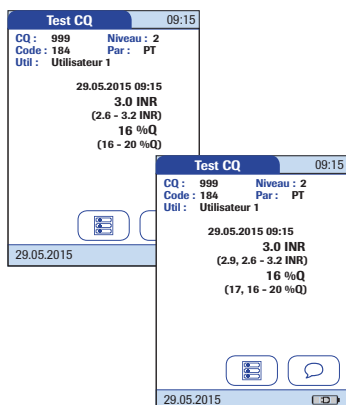 Test CQ 09:15
CQ : 999 Niveau : 2
Code : 184 Par : PT
Util : Utilisateur 1
29.05.2015 09:15
3.0 INR
(2.6 - 3.2 INR)
16 %Q
(16 - 20 %Q)
29.05.2015
Test CQ 09:15
CQ : 999 Niveau : 2
Code : 184 Par : PT
Util : Utilisateur 1
29.05.2015 09:15
3.0 INR
(2.9, 2.6 - 3.2 INR)
16 %Q
(17, 16 - 20 %Q)
29.05.2015